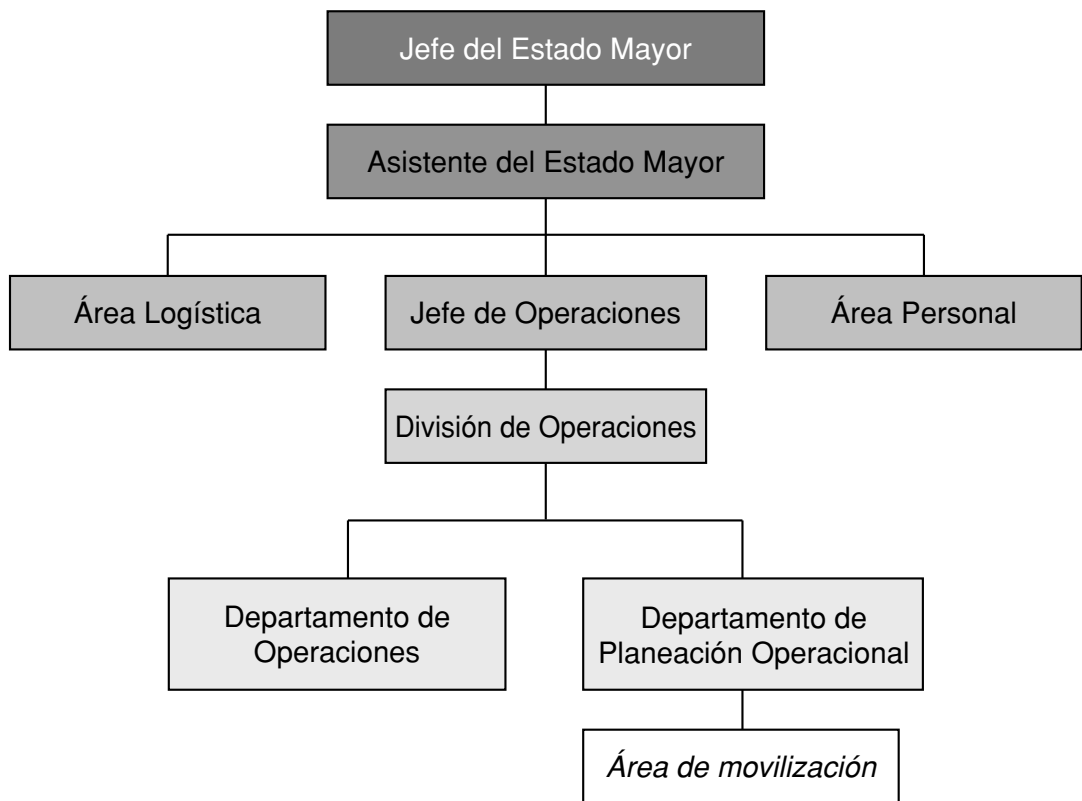 Jefe del Estado Mayor
Asistente del Estado Mayor
Área Logística
Jefe de Operaciones
Área Personal
División de Operaciones
Departamento de
Operaciones
Departamento de
Planeación Operacional
Área de movilización